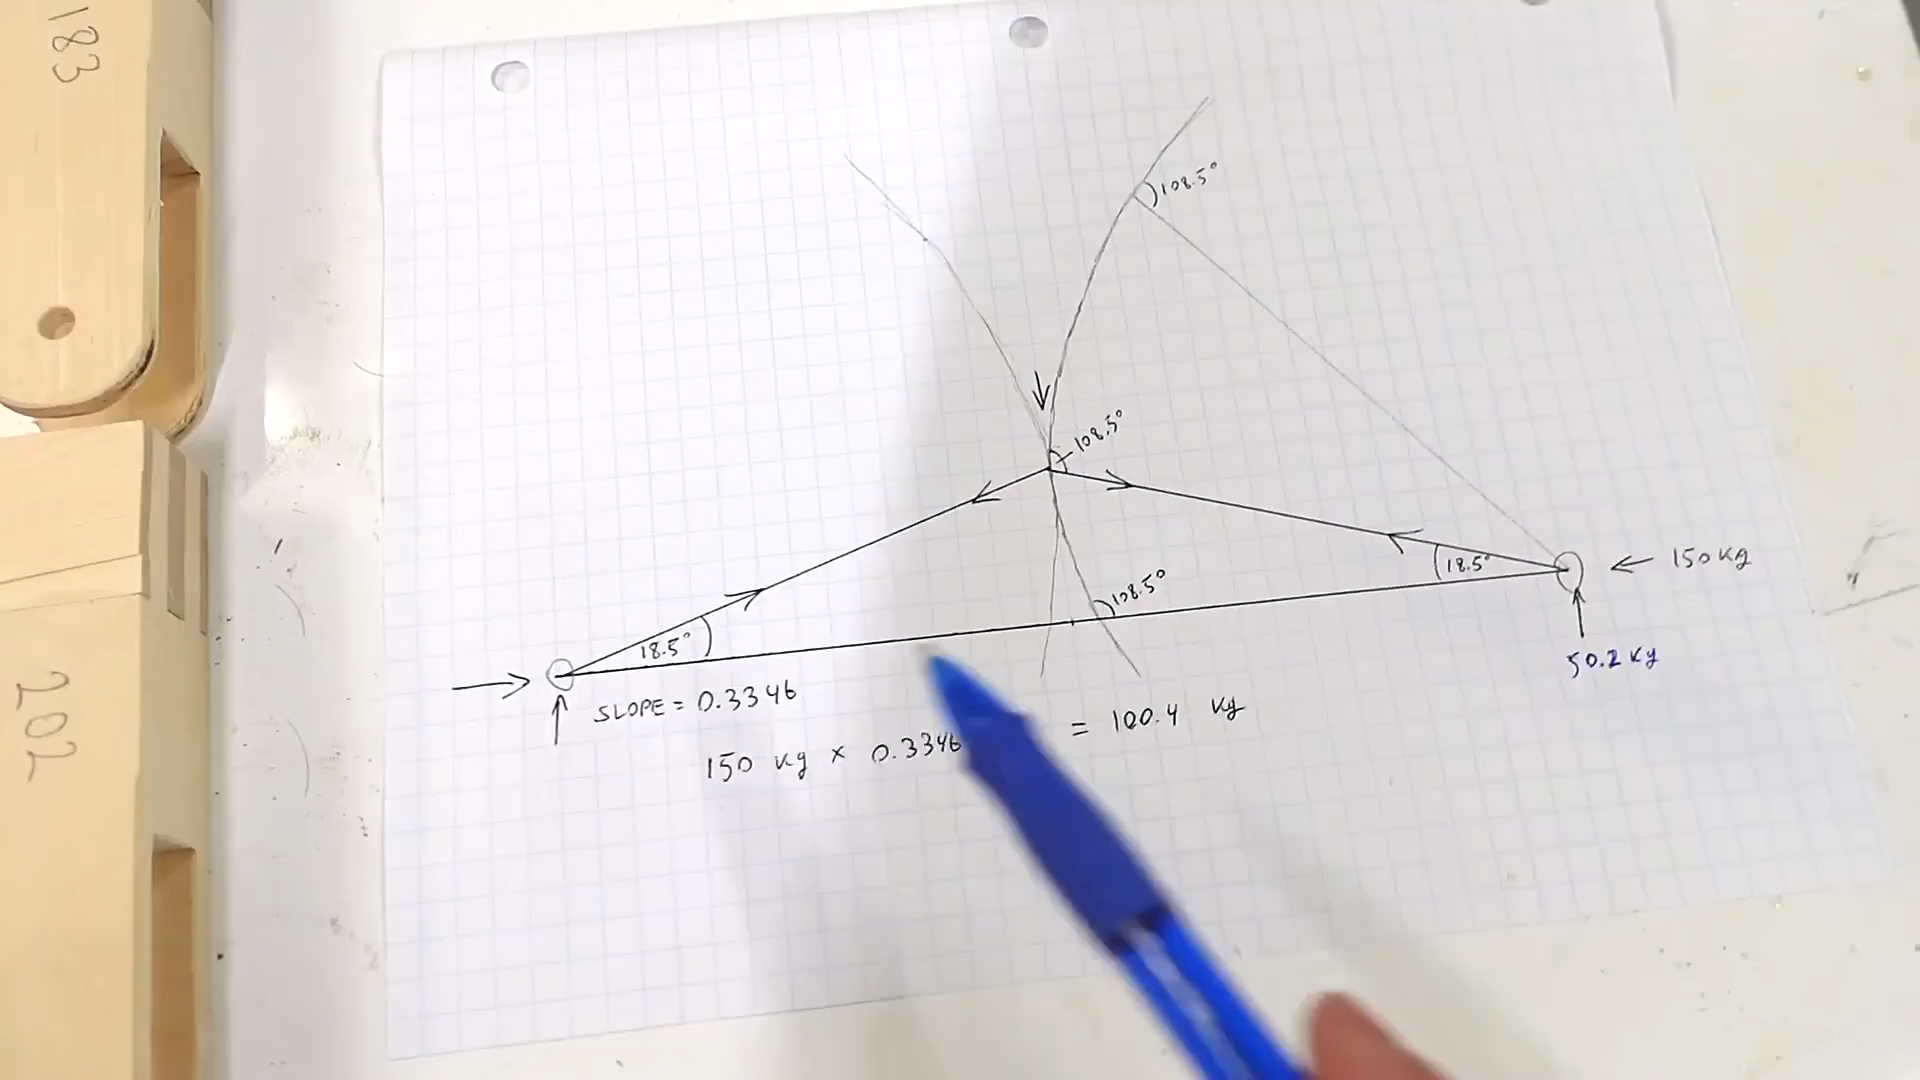 183
202
108.5°
108.5°
108.5°
18.5°
18.5°
← 150 kg
50.2 kg
SLOPE = 0.3346
150 kg × 0.3346 = 100.4 kg